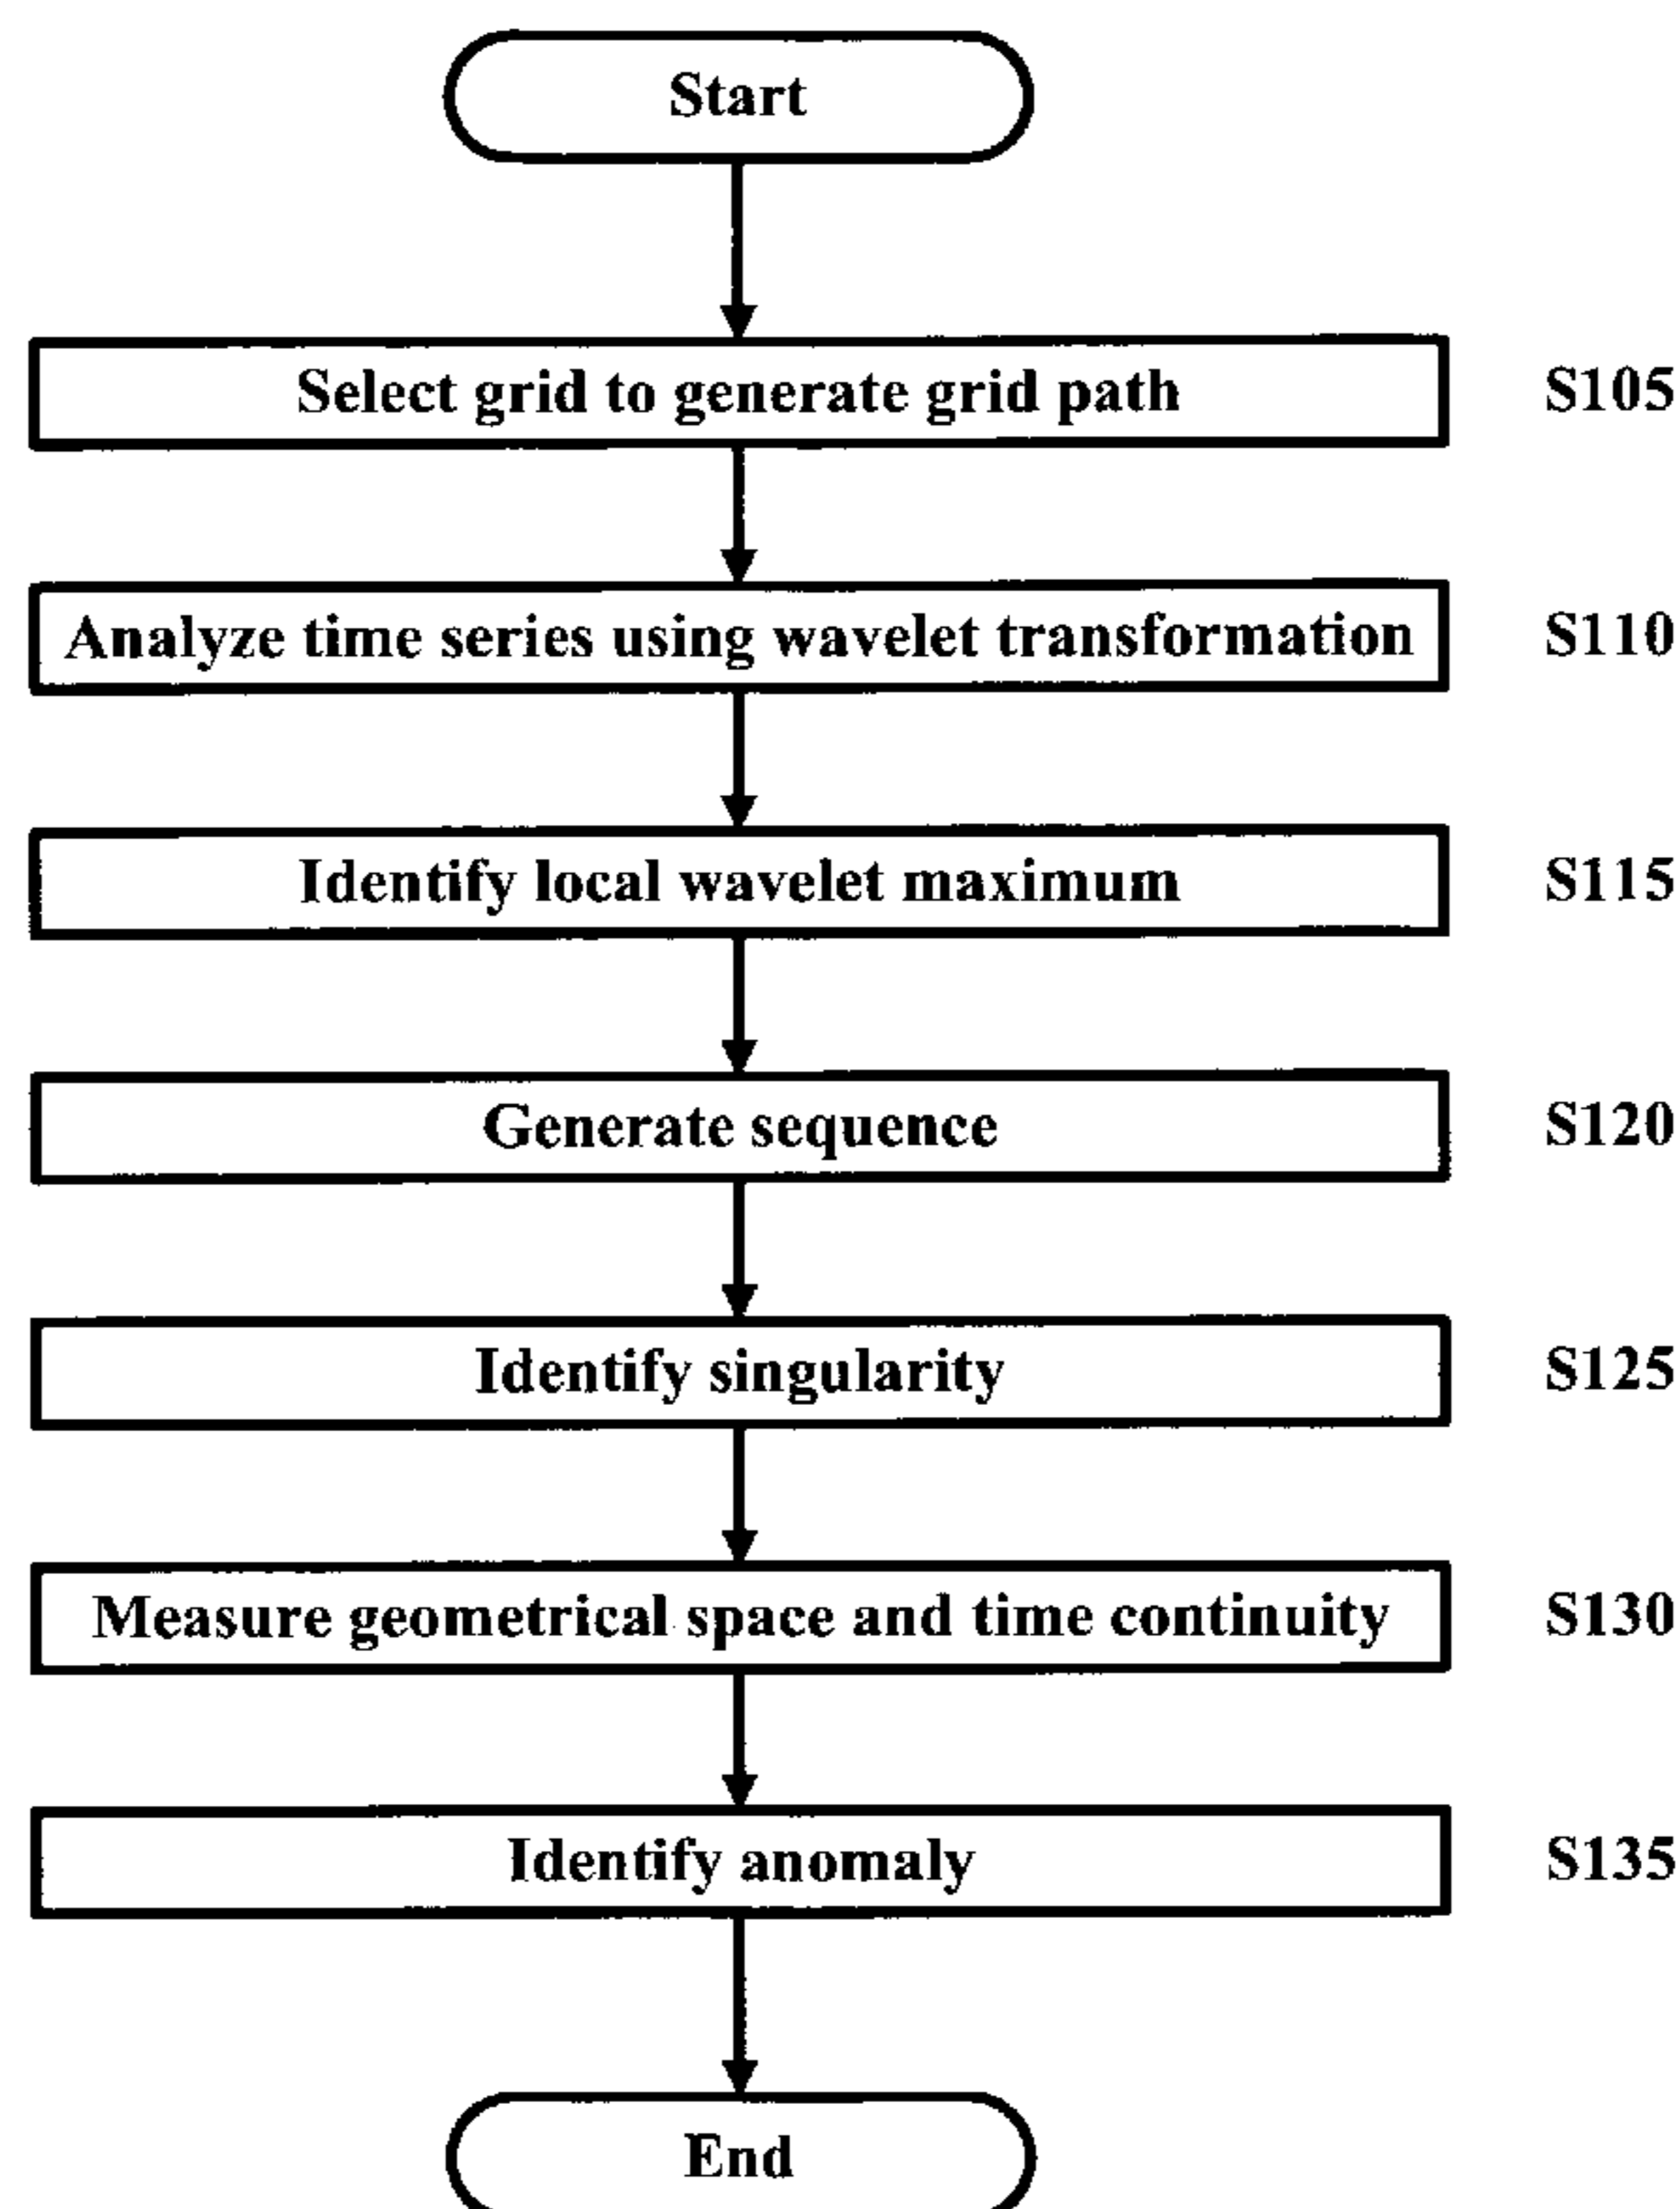 Start
Select grid to generate grid path S105
Analyze time series using wavelet transformation S110
Identify local wavelet maximum S115
Generate sequence S120
Identify singularity S125
Measure geometrical space and time continuity S130
Identify anomaly S135
End